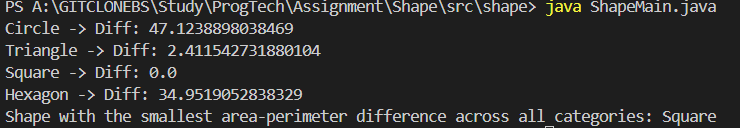 PS A:\GITCLONEBS\Study\ProgTech\Assignment\Shape\src\shape> java ShapeMain.java
Circle -> Diff: 47.1238898038469
Triangle -> Diff: 2.411542731880104
Square -> Diff: 0.0
Hexagon -> Diff: 34.9519052838329
Shape with the smallest area-perimeter difference across all categories: Square